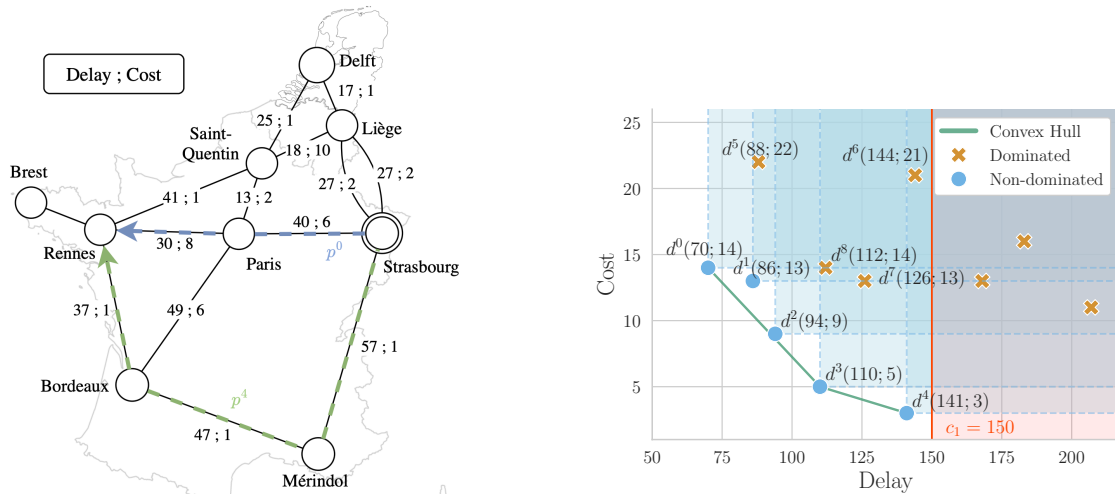 Delay ; Cost
Delft
17 ; 1
25 ; 1
Liège
Saint-
Quentin
18 ; 10
27 ; 2
27 ; 2
Brest
41 ; 1
13 ; 2
40 ; 6
30 ; 8
p⁰
Rennes
Paris
Strasbourg
37 ; 1
49 ; 6
57 ; 1
Bordeaux
p⁴
47 ; 1
Mérindol
Cost
25
20
15
10
5
Convex Hull
Dominated
Non-dominated
d⁵(88; 22)
d⁶(144; 21)
d⁰(70; 14)
d¹(86; 13)
d⁸(112; 14)
d⁷(126; 13)
d²(94; 9)
d³(110; 5)
d⁴(141; 3)
c₁ = 150
50
75
100
125
150
175
200
Delay